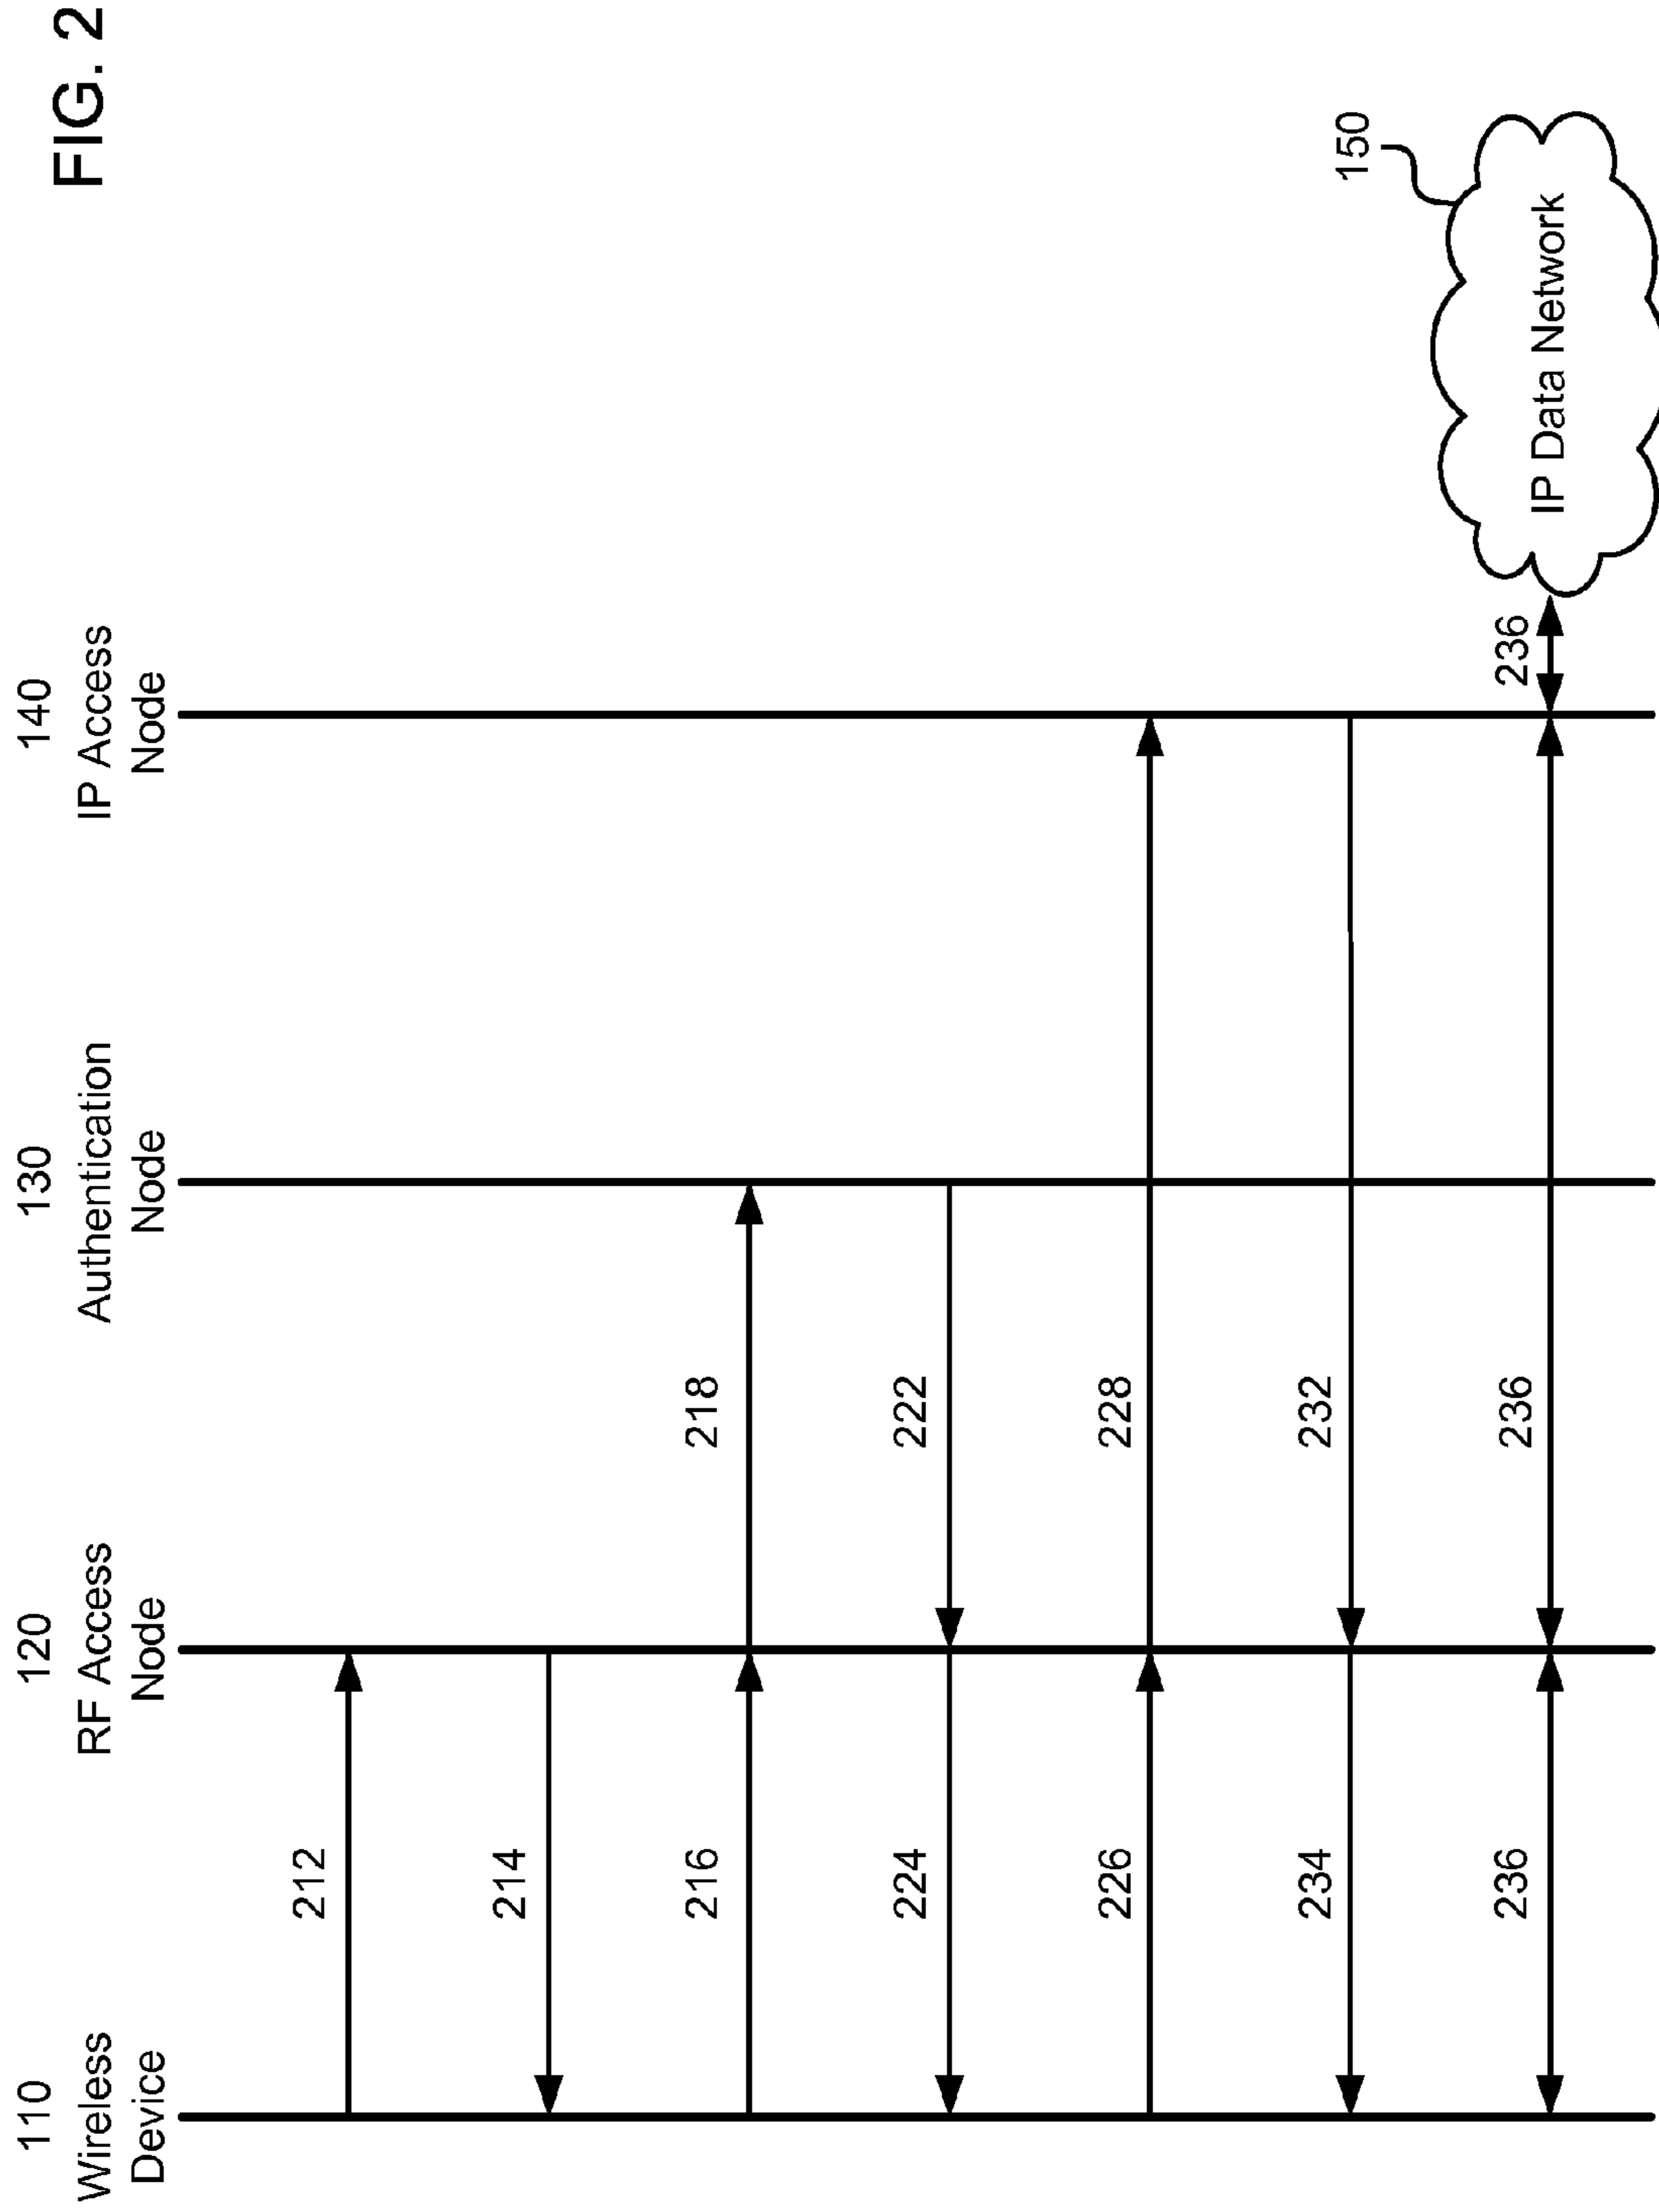 FIG. 2
110
120
130
140
Wireless
Device
RF Access
Node
Authentication
Node
IP Access
Node
212
214
216
218
224
222
226
228
234
232
150
236
236
236
IP Data Network